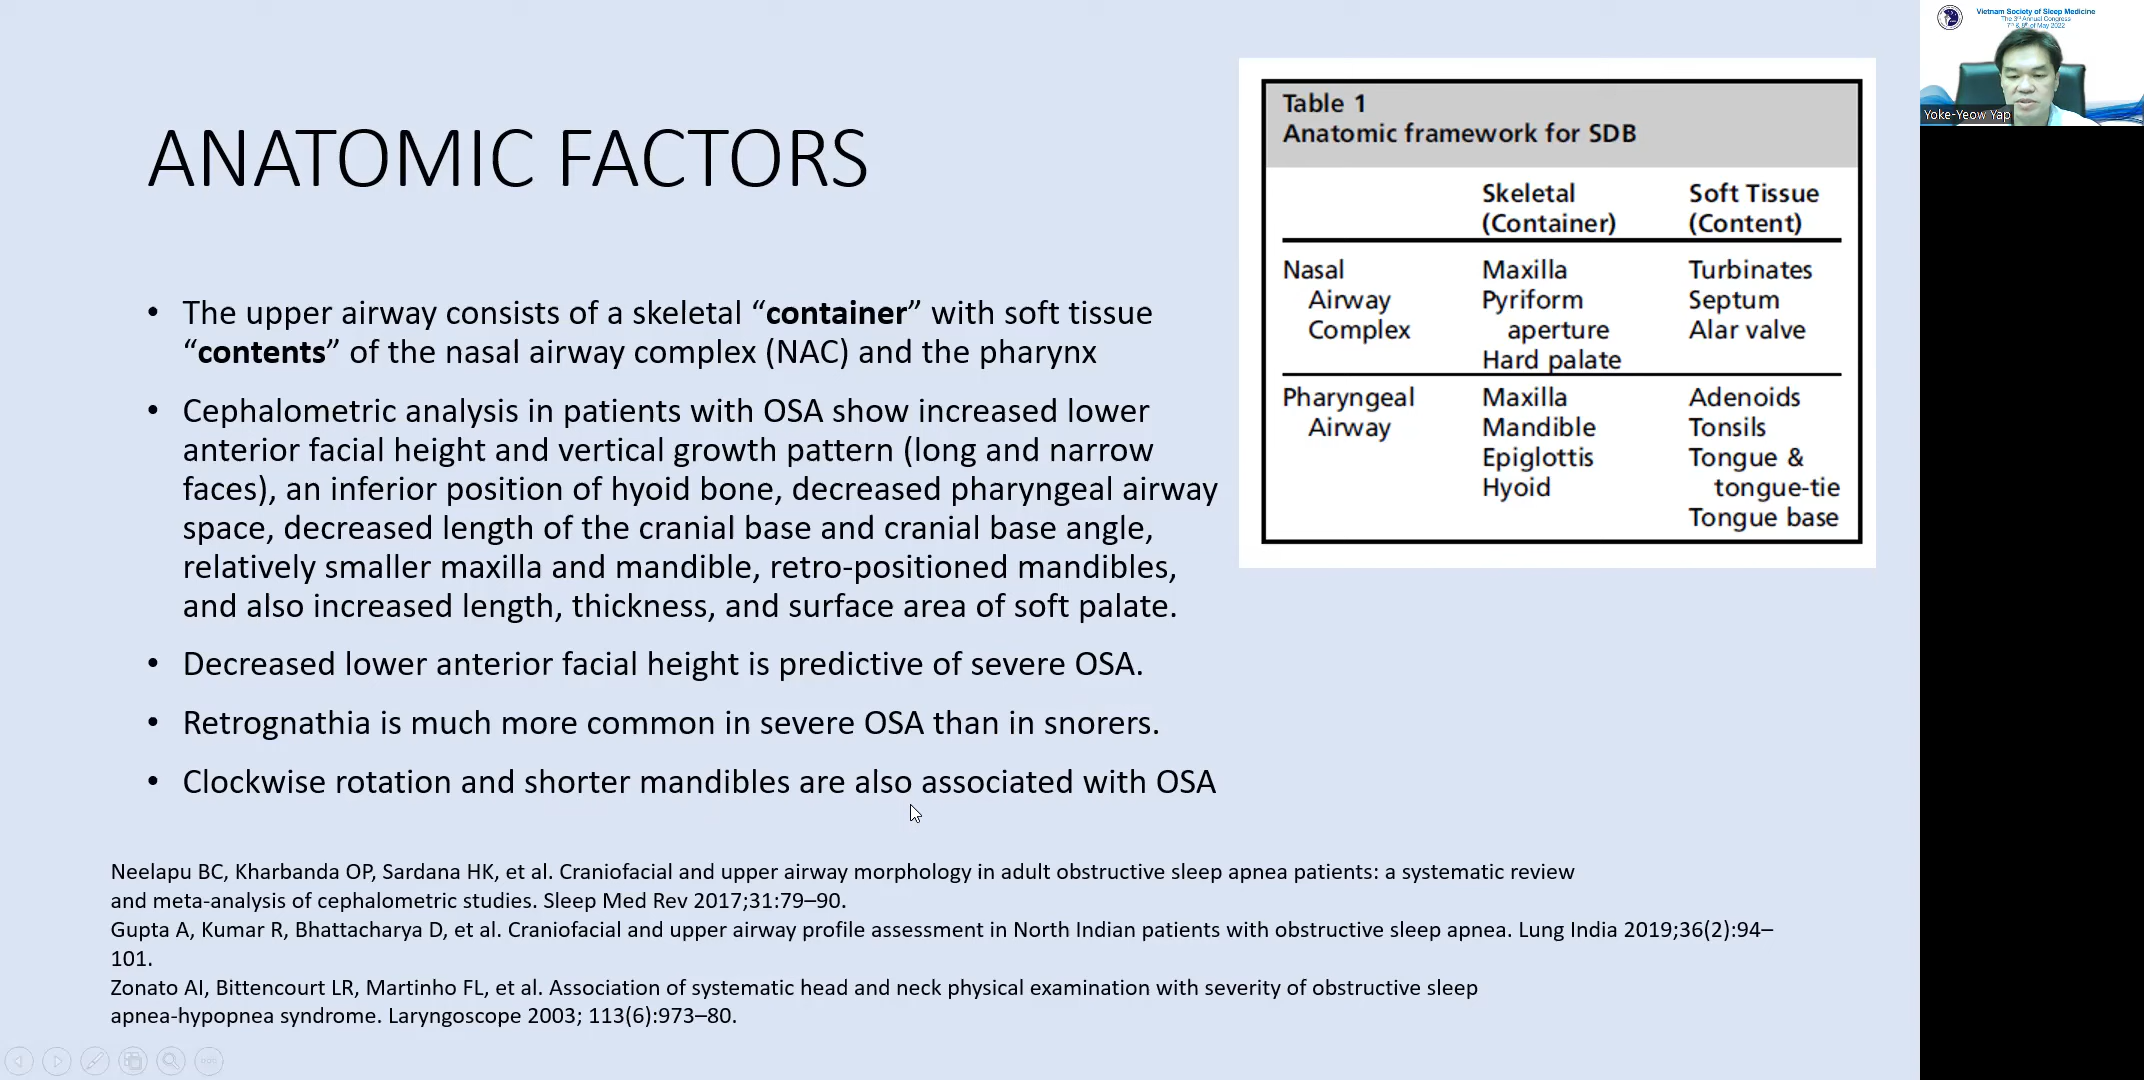 ANATOMIC FACTORS
• The upper airway consists of a skeletal “container” with soft tissue
“contents” of the nasal airway complex (NAC) and the pharynx
• Cephalometric analysis in patients with OSA show increased lower
anterior facial height and vertical growth pattern (long and narrow
faces), an inferior position of hyoid bone, decreased pharyngeal airway
space, decreased length of the cranial base and cranial base angle,
relatively smaller maxilla and mandible, retro-positioned mandibles,
and also increased length, thickness, and surface area of soft palate.
• Decreased lower anterior facial height is predictive of severe OSA.
• Retrognathia is much more common in severe OSA than in snorers.
• Clockwise rotation and shorter mandibles are also associated with OSA
Table 1
Anatomic framework for SDB
Skeletal Soft Tissue
(Container) (Content)
Nasal Maxilla Turbinates
Airway Pyriform Septum
Complex aperture Alar valve
Hard palate
Pharyngeal Maxilla Adenoids
Airway Mandible Tonsils
Epiglottis Tongue &
Hyoid tongue-tie
Tongue base
Neelapu BC, Kharbanda OP, Sardana HK, et al. Craniofacial and upper airway morphology in adult obstructive sleep apnea patients: a systematic review
and meta-analysis of cephalometric studies. Sleep Med Rev 2017;31:79–90.
Gupta A, Kumar R, Bhattacharya D, et al. Craniofacial and upper airway profile assessment in North Indian patients with obstructive sleep apnea. Lung India 2019;36(2):94–
101.
Zonato AI, Bittencourt LR, Martinho FL, et al. Association of systematic head and neck physical examination with severity of obstructive sleep
apnea-hypopnea syndrome. Laryngoscope 2003; 113(6):973–80.
Vietnam Society of Sleep Medicine
The 3rd Annual Congress
7th & 8th of May 2022
Yoke-Yeow Yap